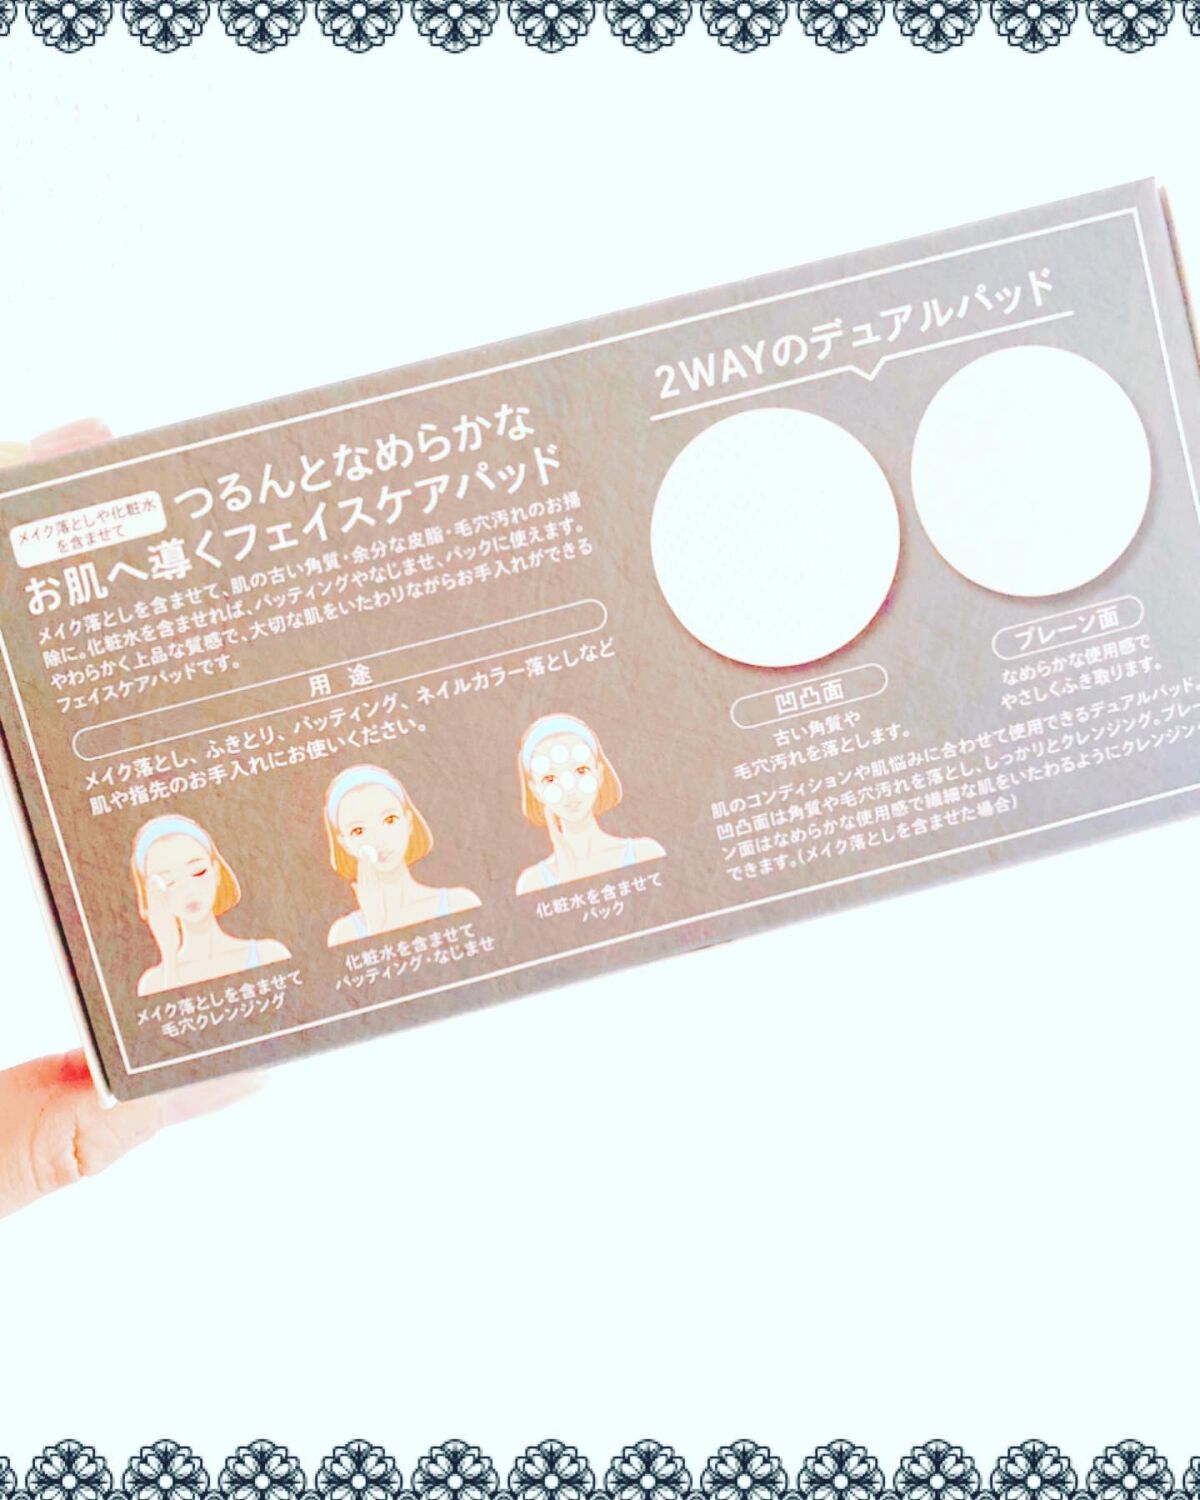 メイク落としや化粧水
を含ませて
つるんとなめらかな
お肌へ導くフェイスケアパッド
メイク落としを含ませて、肌の古い角質・余分な皮脂・毛穴汚れのお掃
除に。化粧水を含ませれば、パッティングやなじませ、パックに使えます。
やわらかく上品な質感で、大切な肌をいたわりながらお手入れができる
フェイスケアパッドです。
用途
メイク落とし、ふきとり、パッティング、ネイルカラー落としなど
肌や指先のお手入れにお使いください。
メイク落としを含ませて
毛穴クレンジング
化粧水を含ませて
パッティング・なじませ
化粧水を含ませて
パック
2WAYのデュアルパッド
凹凸面
古い角質や
毛穴汚れを落とします。
プレーン面
なめらかな使用感で
やさしくふき取ります。
肌のコンディションや肌悩みに合わせて使用できるデュアルパッド。
凹凸面は角質や毛穴汚れを落とし、しっかりとクレンジング。プレー
ン面はなめらかな使用感で繊細な肌をいたわるようにクレンジン
できます。(メイク落としを含ませた場合)